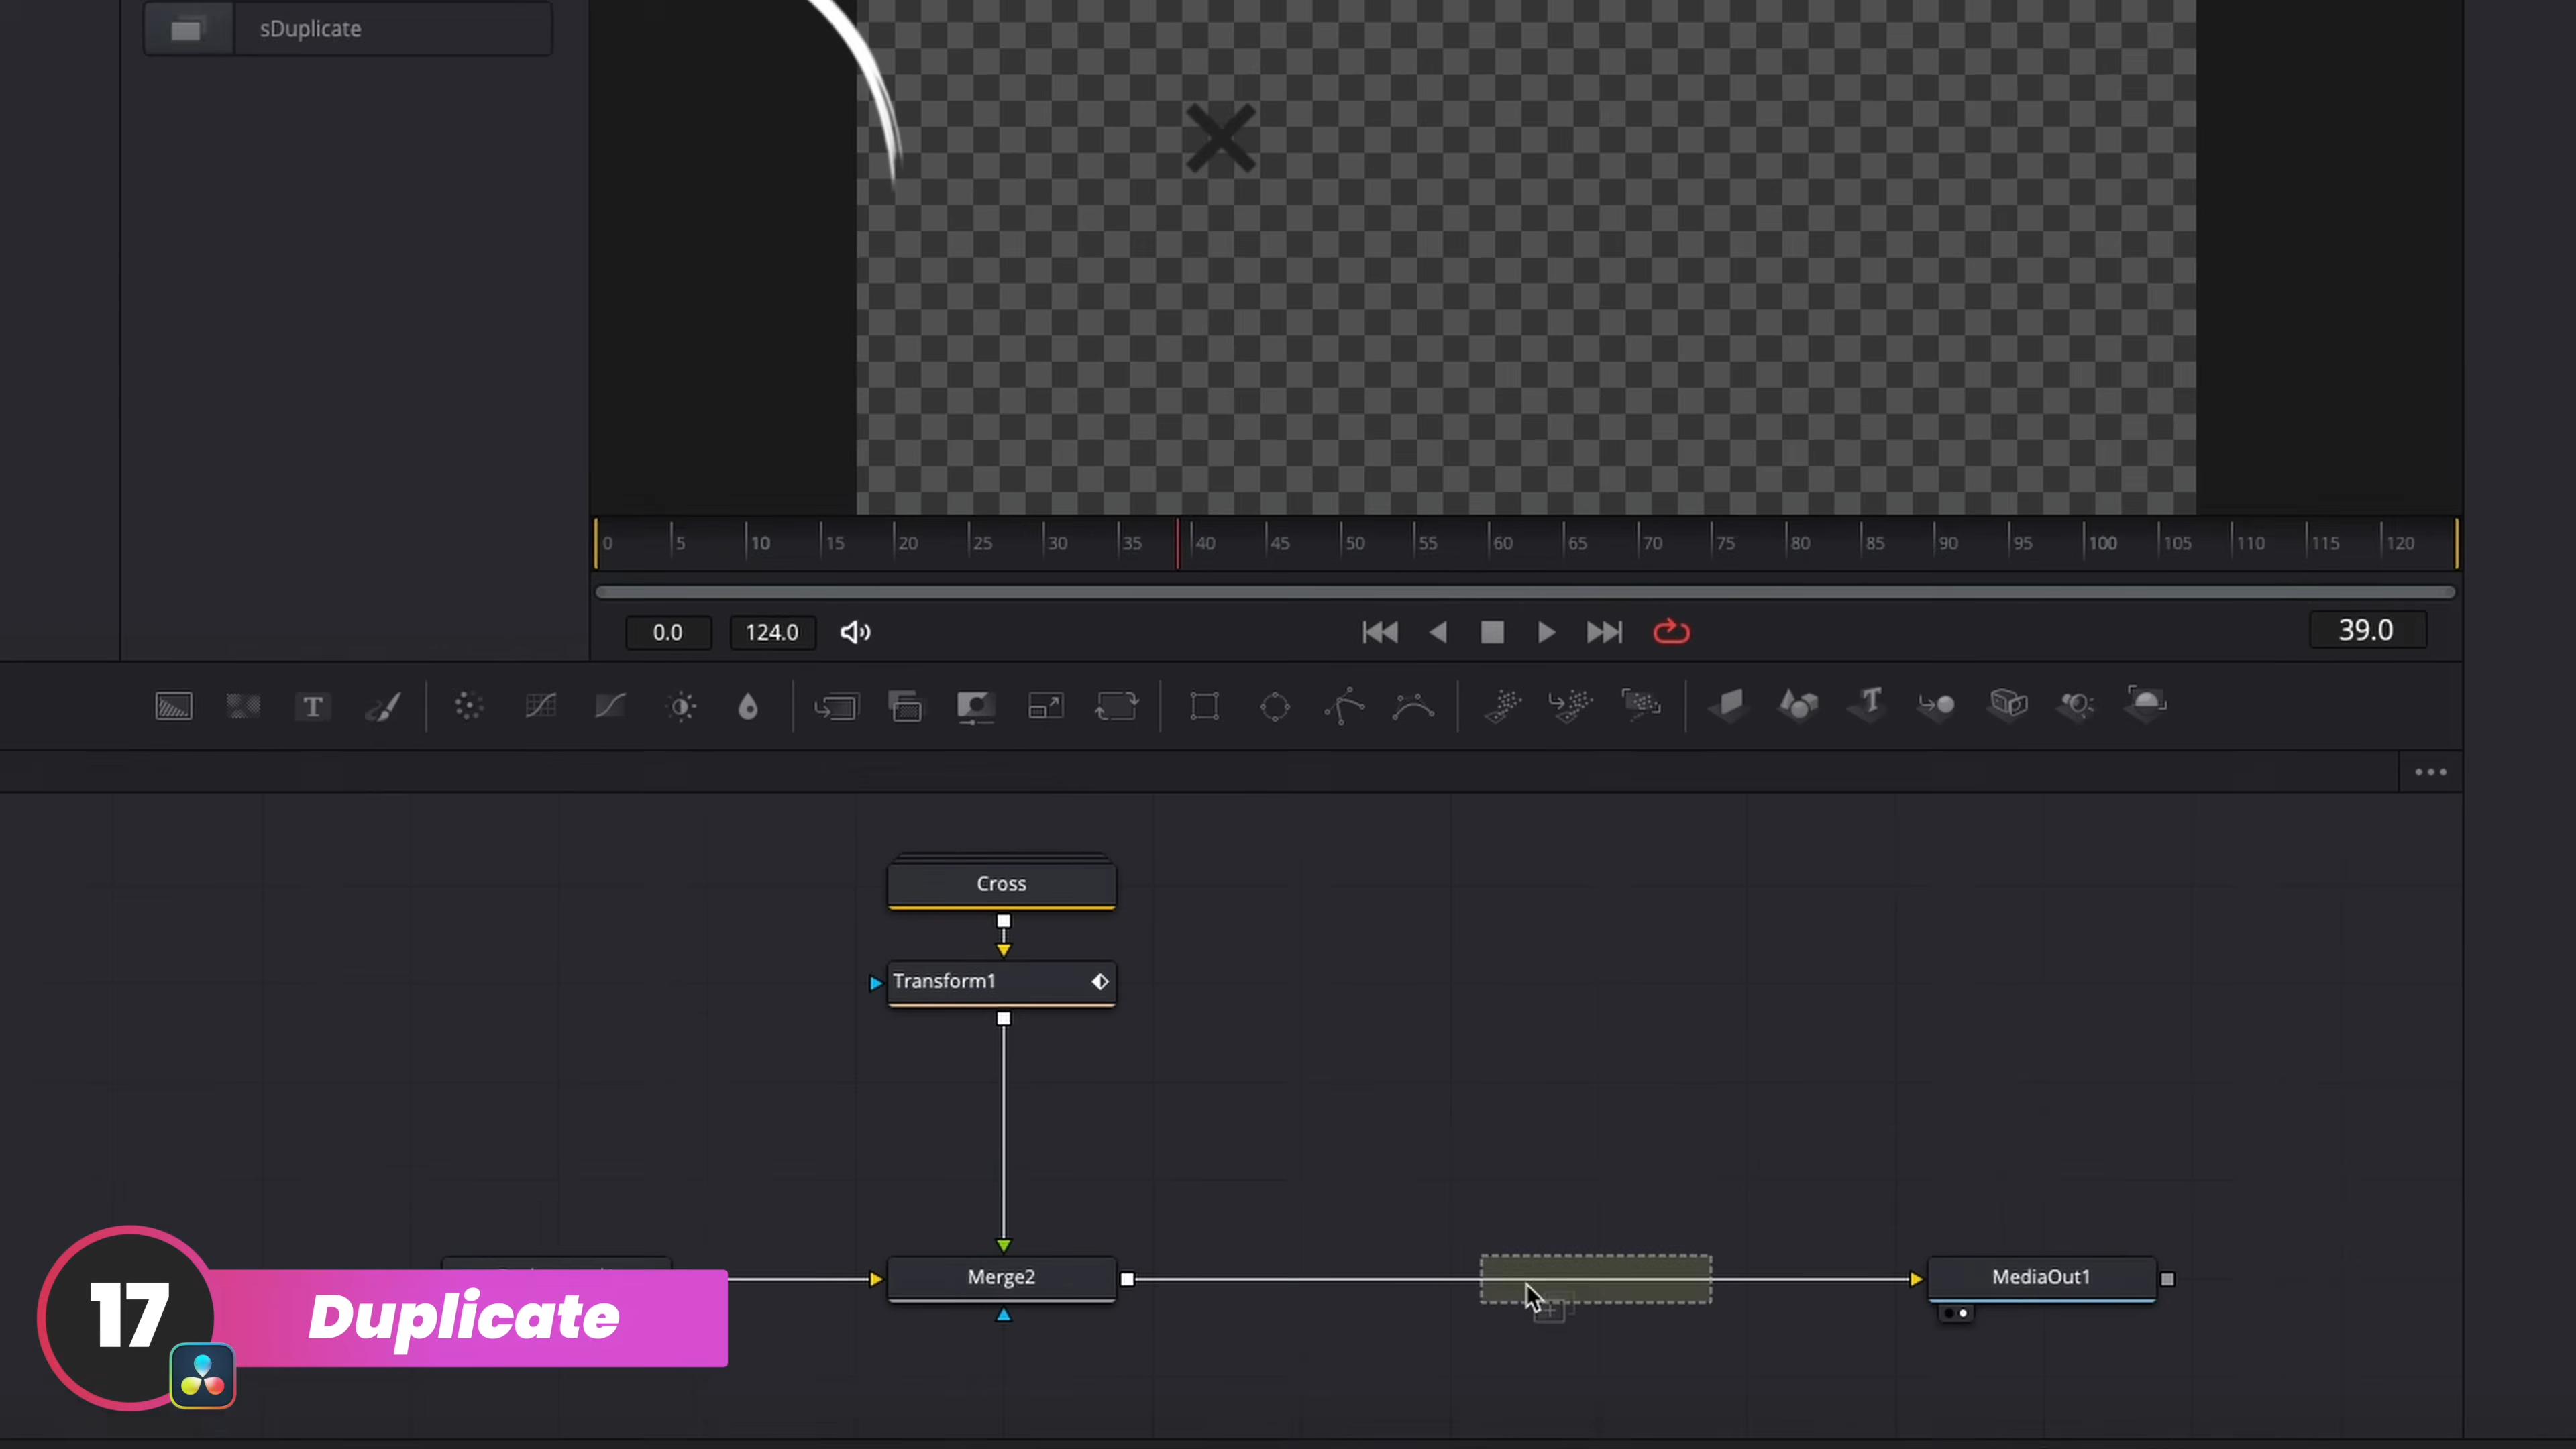 sDuplicate
0 5 10 15 20 25 30 35 40 45 50 55 60 65 70 75 80 85 90 95 100 105 110 115 120
0.0 124.0 39.0
T
T
Cross
Transform1
Merge2 MediaOut1
17 Duplicate